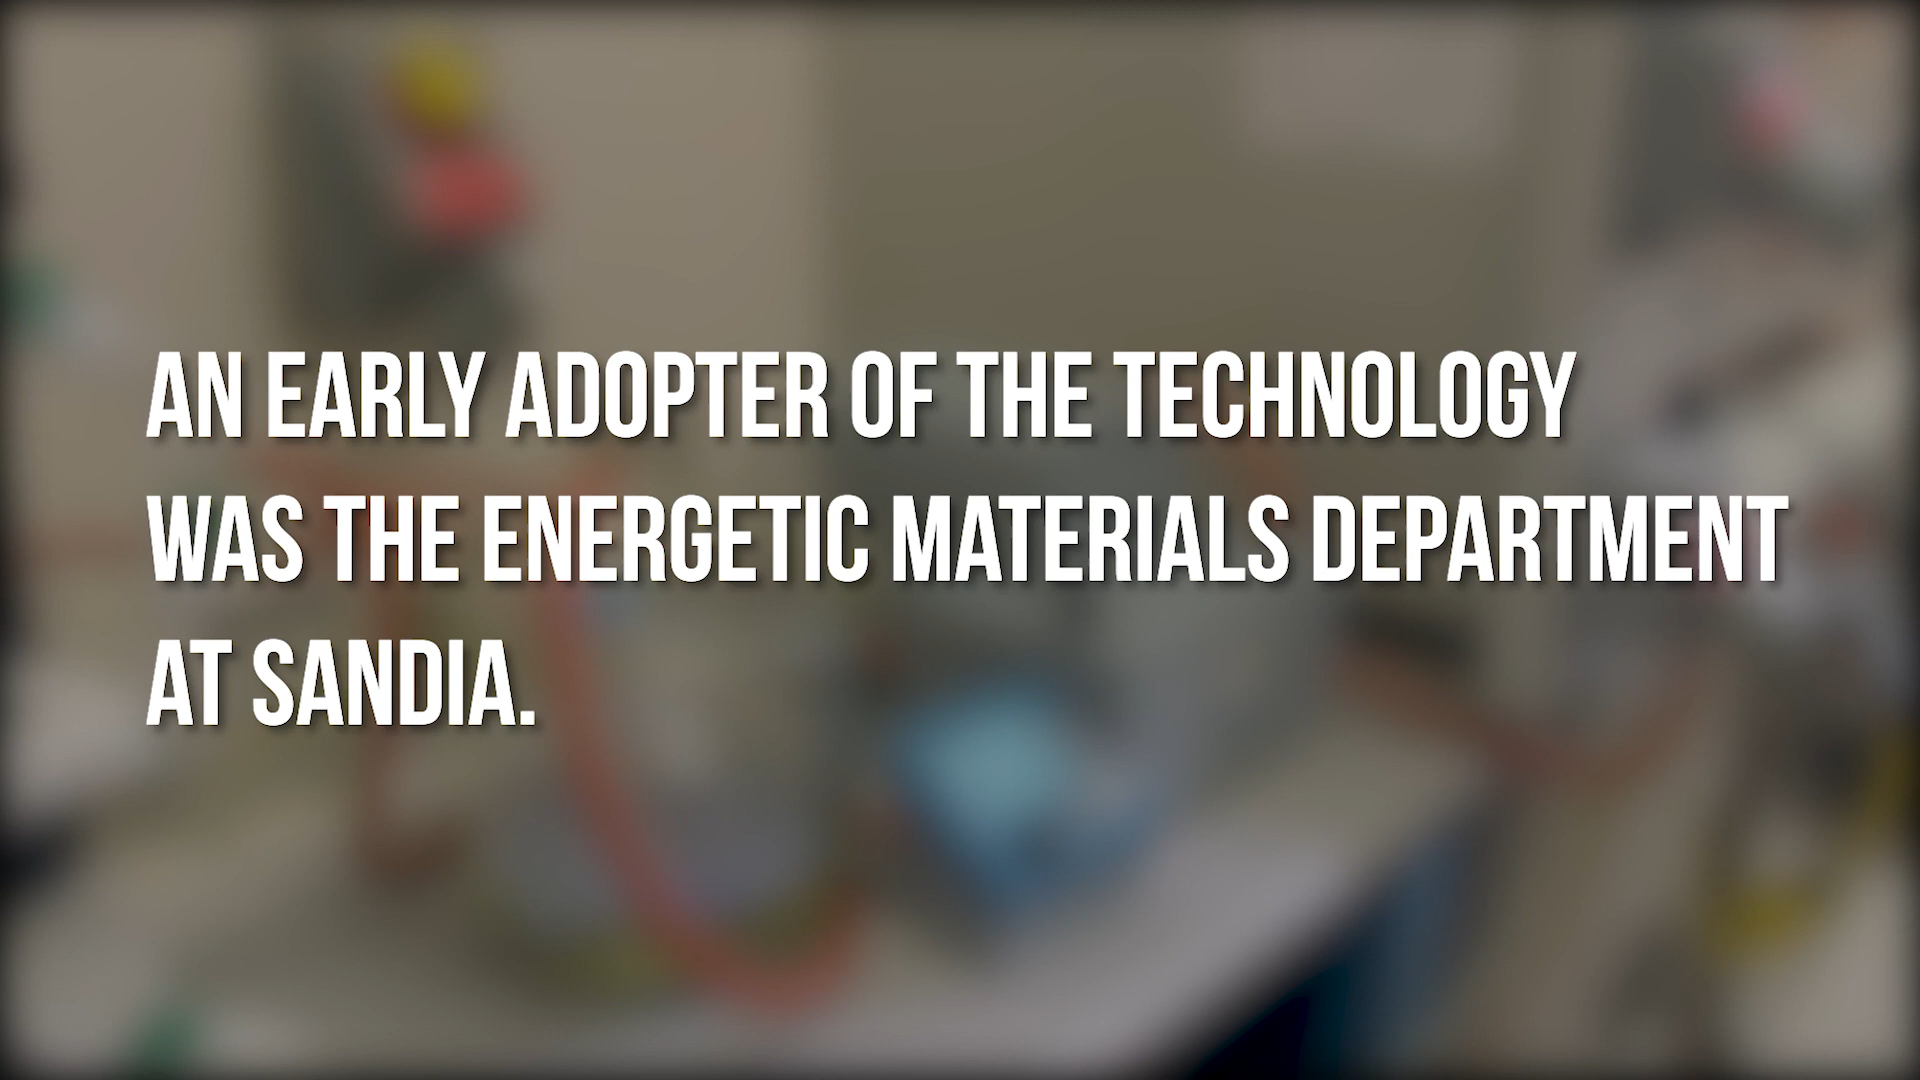 AN EARLY ADOPTER OF THE TECHNOLOGY
WAS THE ENERGETIC MATERIALS DEPARTMENT
AT SANDIA.